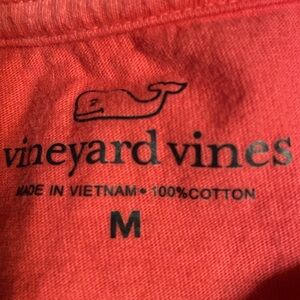 vineyard vines
MADE IN VIETNAM • 100%COTTON
M